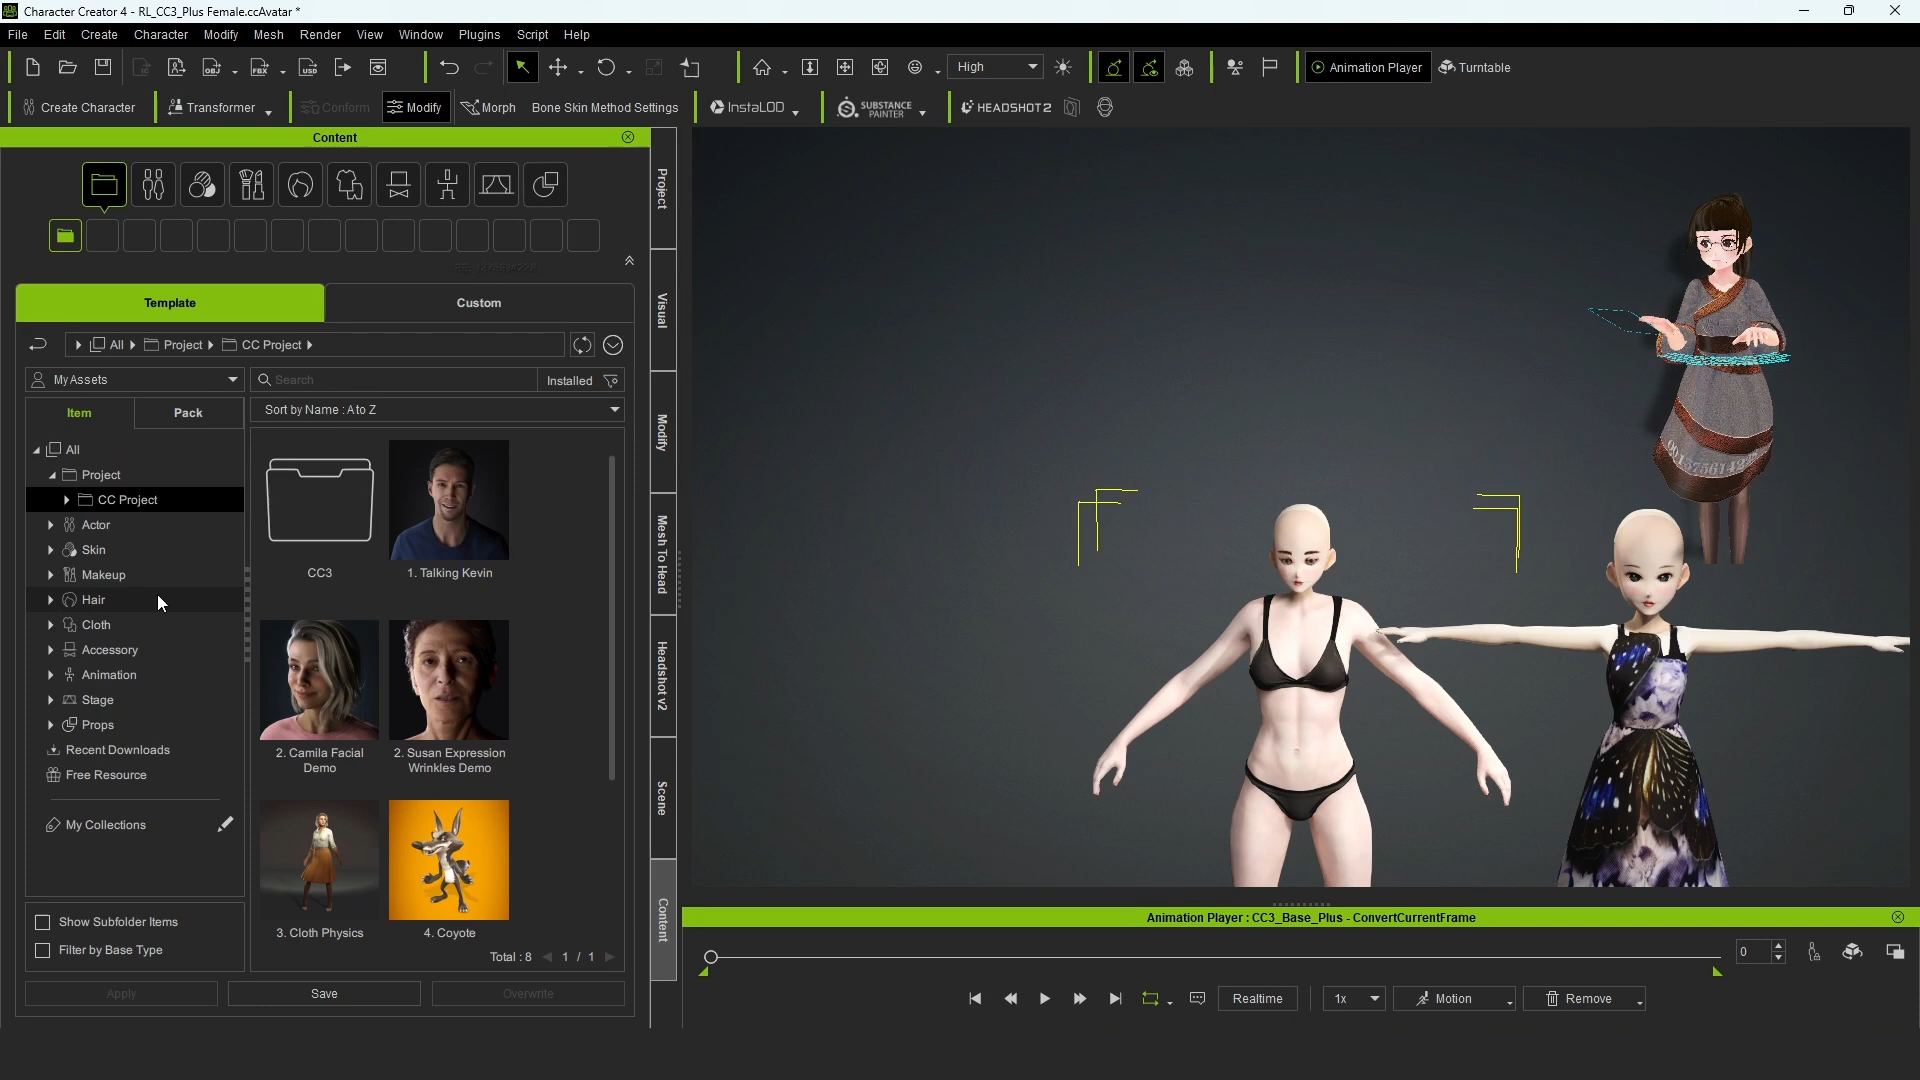 Character Creator 4 - RL_CC3_Plus Female.ccAvatar *
File Edit Create Character Modify Mesh Render View Window Plugins Script Help
High
Animation Player
Turntable
Create Character
Transformer
Conform
Modify
Morph
Bone Skin Method Settings
InstaLOD
SUBSTANCE PAINTER
HEADSHOT2
Content
Project
Visual
Modify
Mesh To Head
Headshot v2
Scene
Content
Template
Custom
All
Project
CC Project
My Assets
Search
Installed
Item
Pack
Sort by Name : A to Z
All
Project
CC Project
Actor
Skin
Makeup
Hair
Cloth
Accessory
Animation
Stage
Props
Recent Downloads
Free Resource
My Collections
CC3
1. Talking Kevin
2. Camila Facial
Demo
2. Susan Expression
Wrinkles Demo
3. Cloth Physics
4. Coyote
Show Subfolder Items
Filter by Base Type
Total : 8
1 / 1
Apply
Save
Overwrite
Animation Player : CC3_Base_Plus - ConvertCurrentFrame
0
Realtime
1x
Motion
Remove